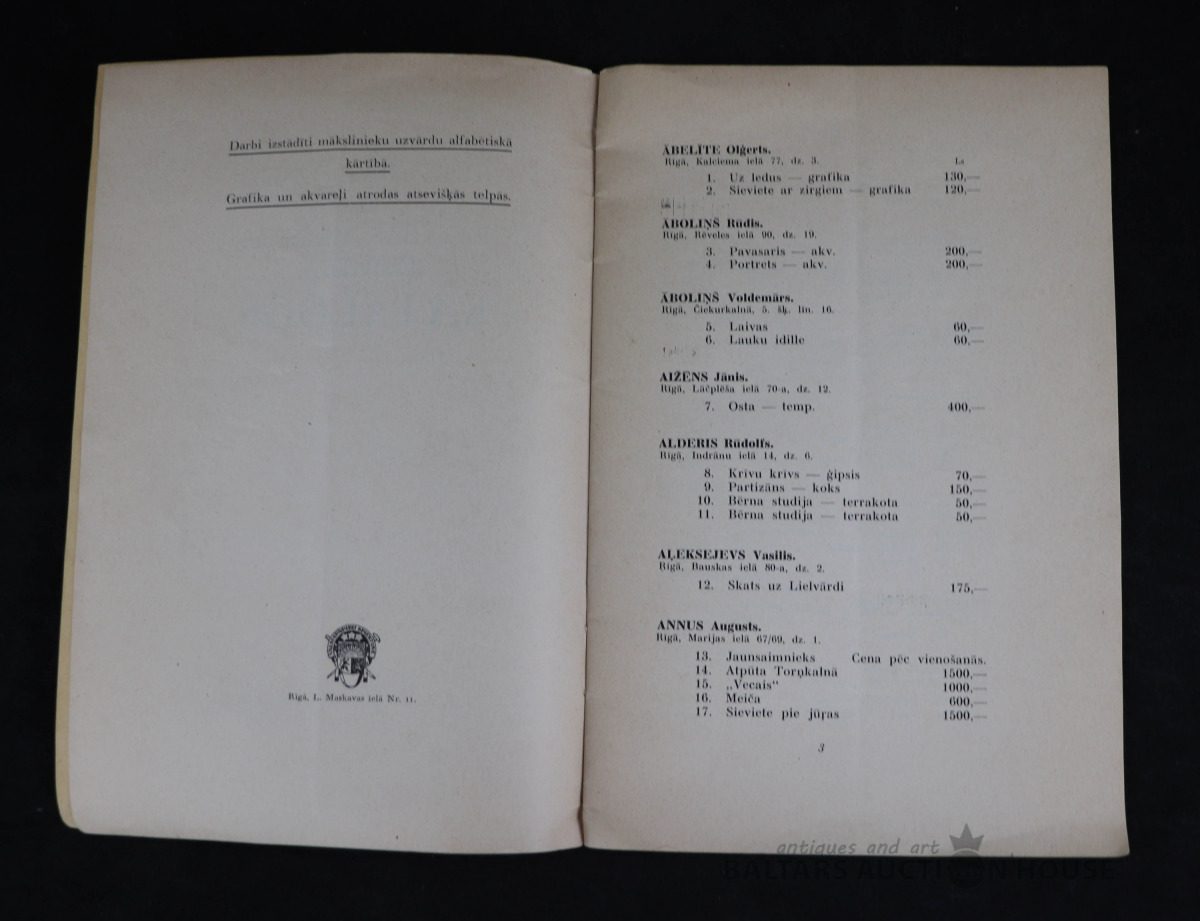 Darbi izstādīti mākslinieku uzvārdu alfabētiskā
kārtībā.
Grafika un akvareļi atrodas atsevišķās telpās.
Rīgā, L. Maskavas ielā Nr. 11.
ĀBELĪTE Oļģerts.
Rīgā, Kalciema ielā 77, dz. 3. Ls
1. Uz ledus — grafika 130,—
2. Sieviete ar zirgiem — grafika 120,—
ĀBOLIŅŠ Rūdis.
Rīgā, Rēveles ielā 90, dz. 19.
3. Pavasaris — akv. 200,—
4. Portrets — akv. 200,—
ĀBOLIŅŠ Voldemārs.
Rīgā, Čiekurkalnā, 5. šķ. līn. 16.
5. Laivas 60,—
6. Lauku idille 60,—
AIŽĒNS Jānis.
Rīgā, Lāčplēša ielā 70-a, dz. 12.
7. Osta — temp. 400,—
ALDERIS Rūdolfs.
Rīgā, Indrānu ielā 14, dz. 6.
8. Krīvu krīvs — ģipsis 70,—
9. Partizāns — koks 150,—
10. Bērna studija — terrakota 50,—
11. Bērna studija — terrakota 50,—
AĻEKSEJEVS Vasilis.
Rīgā, Bauskas ielā 80-a, dz. 2.
12. Skats uz Lielvārdi 175,—
ANNUS Augusts.
Rīgā, Marijas ielā 67/69, dz. 1.
13. Jaunsaimnieks Cena pēc vienošanās.
14. Atpūta Torņkalnā 1500,—
15. „Vecais“ 1000,—
16. Meiča 600,—
17. Sieviete pie jūŗas 1500,—
3
antiques and art
BALTARS AUCTION HOUSE